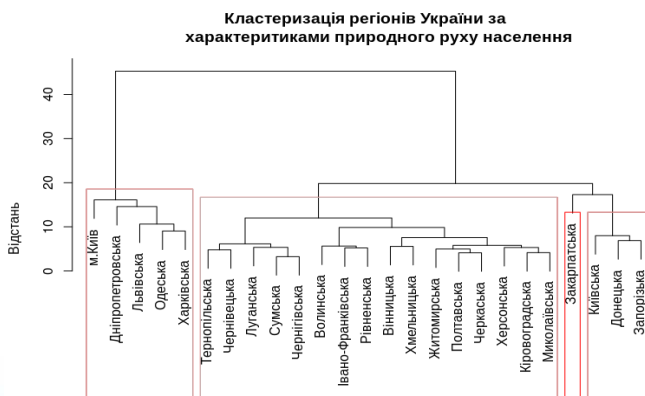 Кластеризація регіонів України за
характеритиками природного руху населення
Відстань
40
30
20
10
0
м.Київ
Дніпропетровська
Львівська
Одеська
Харківська
Тернопільська
Чернівецька
Луганська
Сумська
Чернігівська
Волинська
Івано-Франківська
Рівненська
Вінницька
Хмельницька
Житомирська
Полтавська
Черкаська
Херсонська
Кіровоградська
Миколаївська
Закарпатська
Київська
Донецька
Запорізька